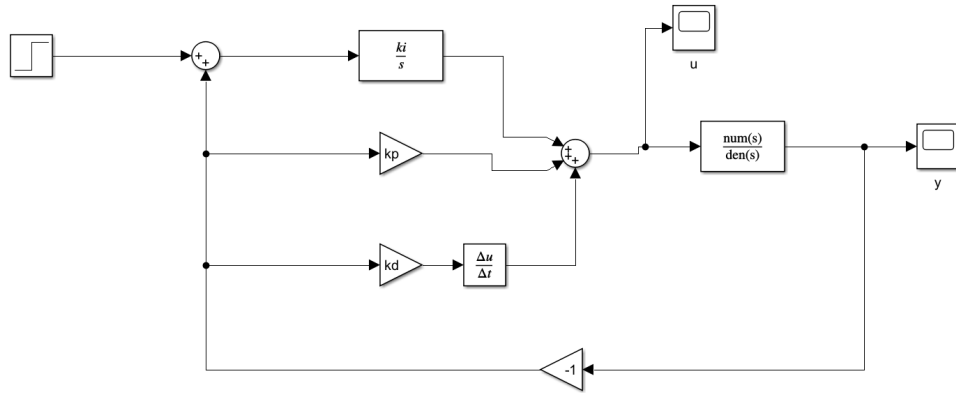 u
ki
s
num(s)
den(s)
+
+
y
kp
+
+
+
kd
Δu
Δt
-1